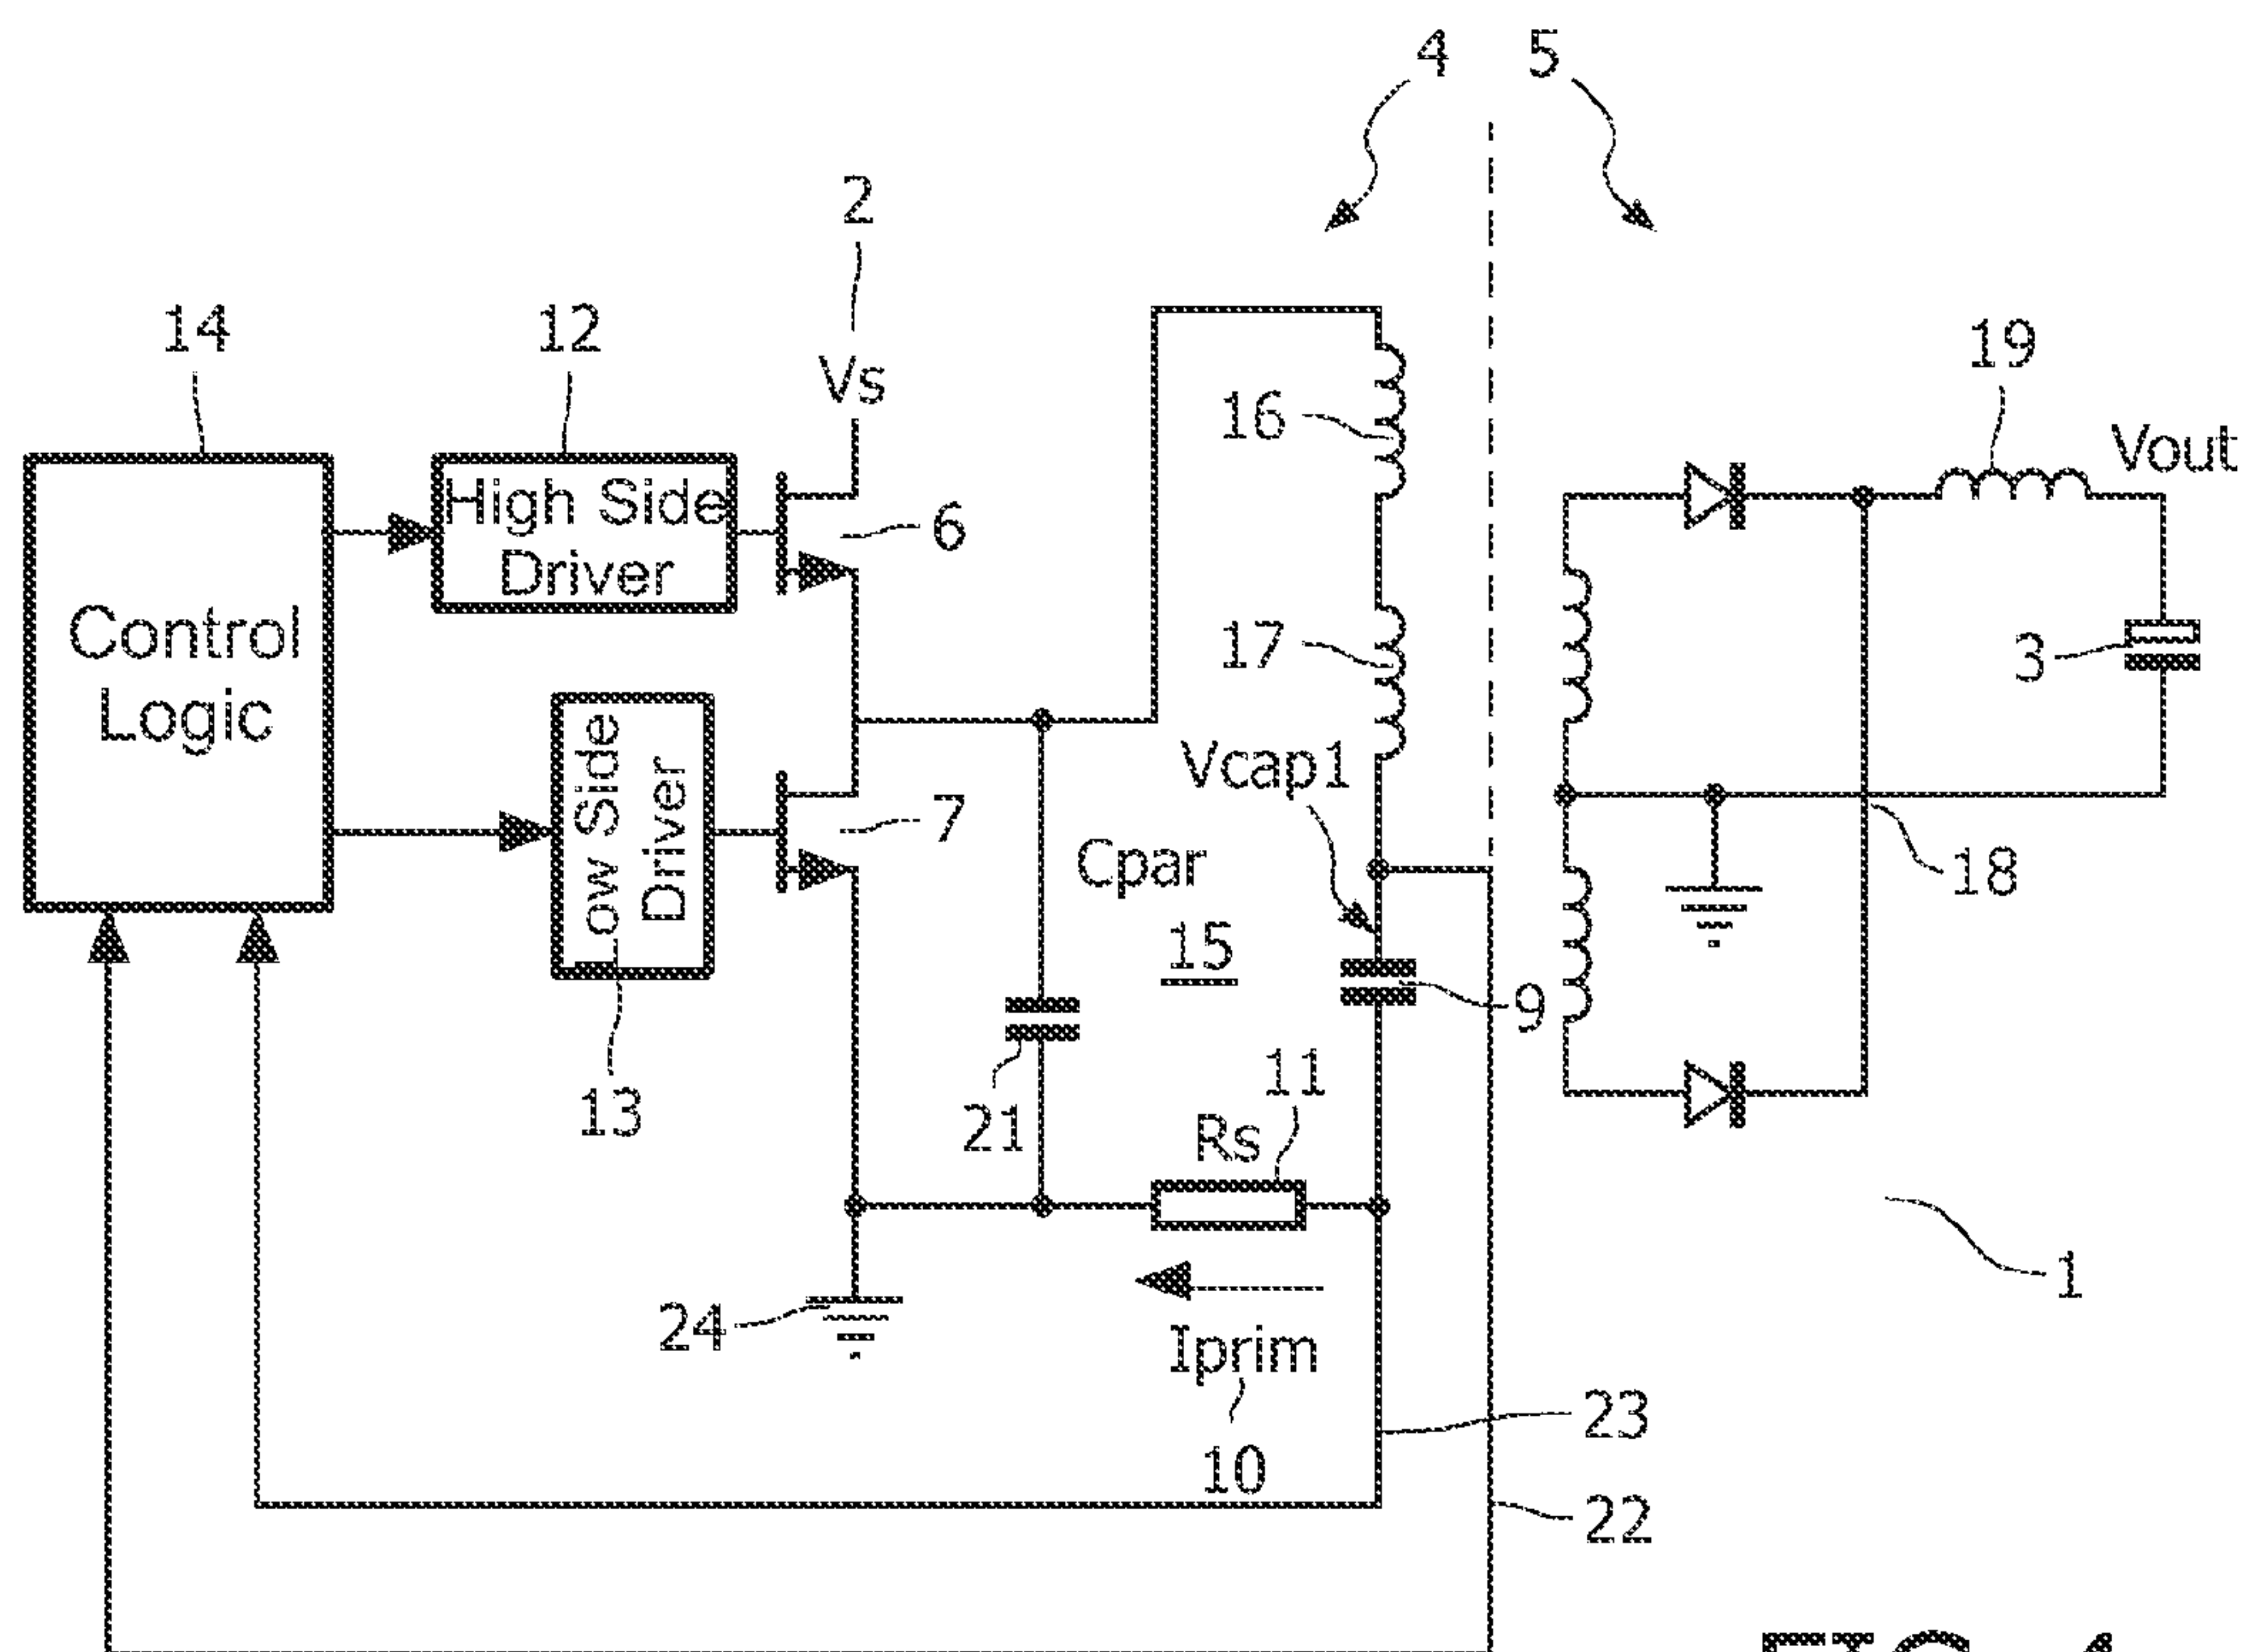 4 5
2
14 12 Vs 19
16 Vout
High Side
Driver
6
Control
Logic
17 3
Low Side
Driver
7
Vcap1
Cpar
15
18
9
13 21 Rs 11
24 Iprim
10
1
23
22